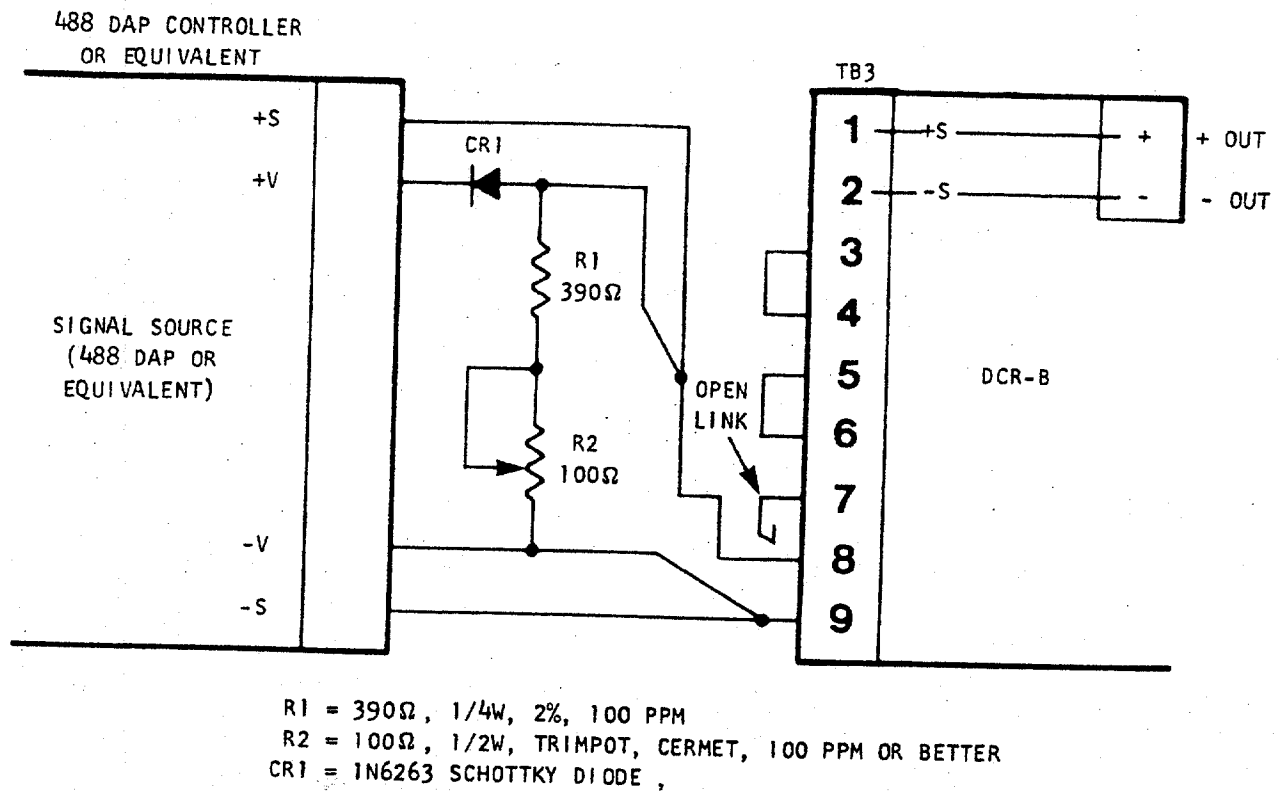 488 DAP CONTROLLER
OR EQUIVALENT
TB3
+S
+V
CR1
R1
390Ω
SIGNAL SOURCE
(488 DAP OR
EQUIVALENT)
R2
100Ω
-V
-S
OPEN
LINK
1
2
3
4
5
6
7
8
9
+S
-S
+
-
+ OUT
- OUT
DCR-B
R1 = 390Ω, 1/4W, 2%, 100 PPM
R2 = 100Ω, 1/2W, TRIMPOT, CERMET, 100 PPM OR BETTER
CR1 = 1N6263 SCHOTTKY DIODE ,